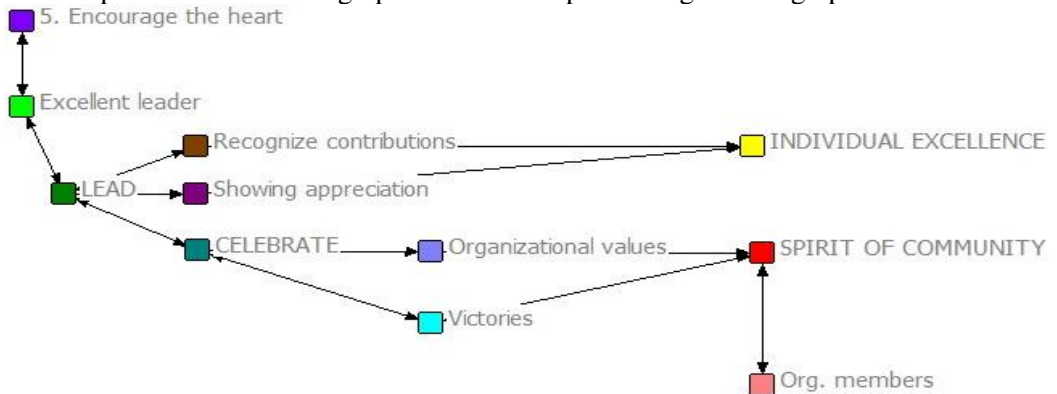 5. Encourage the heart
Excellent leader
Recognize contributions
INDIVIDUAL EXCELLENCE
LEAD
Showing appreciation
CELEBRATE
Organizational values
SPIRIT OF COMMUNITY
Victories
Org. members